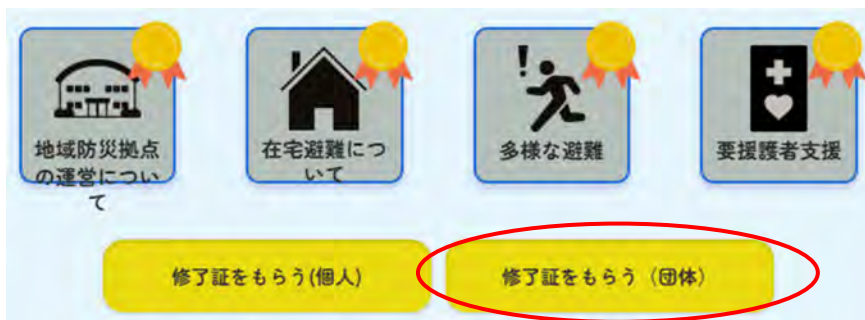 地域防災拠点
の運営につい
て
在宅避難につ
いて
多様な避難
要援護者支援
修了証をもらう(個人)
修了証をもらう（団体）